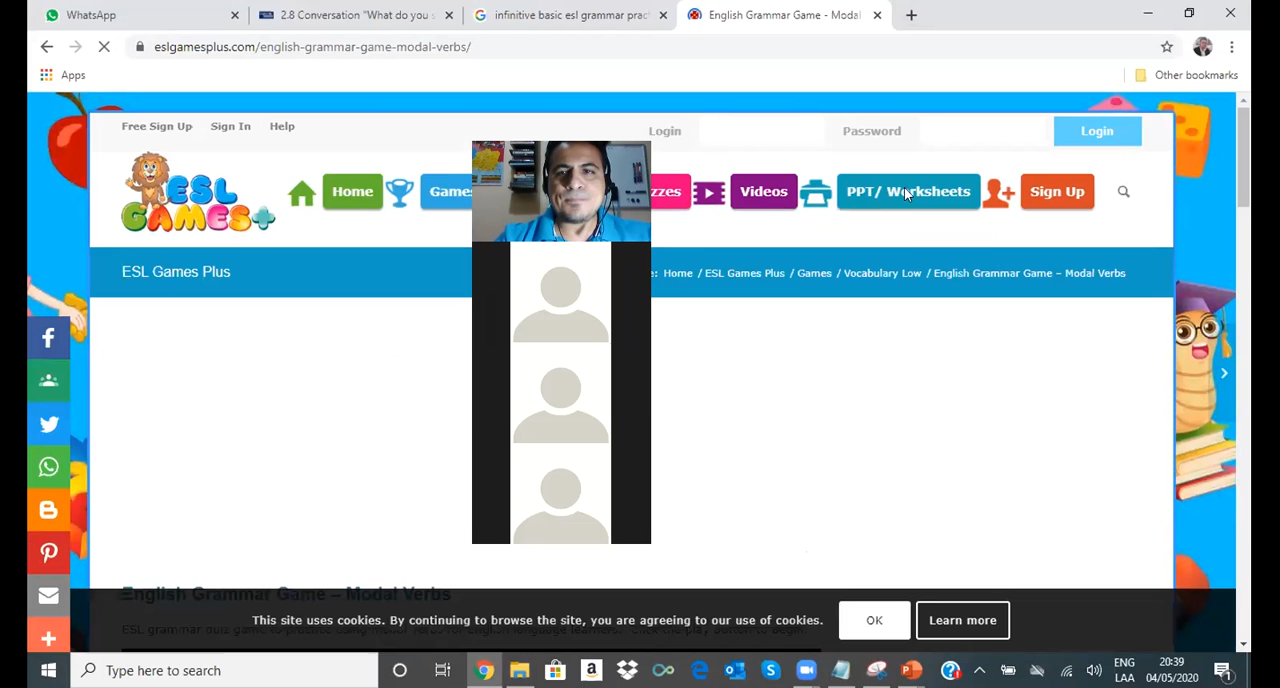 WhatsApp
2.8 Conversation "What do you s
infinitive basic esl grammar prac
English Grammar Game - Modal
eslgamesplus.com/english-grammar-game-modal-verbs/
Apps
Other bookmarks
Free Sign Up
Sign In
Help
Login
Password
Login
ESL
GAMES+
Home
Games
zzes
Videos
PPT/ Worksheets
Sign Up
ESL Games Plus
e: Home / ESL Games Plus / Games / Vocabulary Low / English Grammar Game – Modal Verbs
English Grammar Game – Modal Verbs
This site uses cookies. By continuing to browse the site, you are agreeing to our use of cookies.
OK
Learn more
Type here to search
ENG
LAA
20:39
04/05/2020